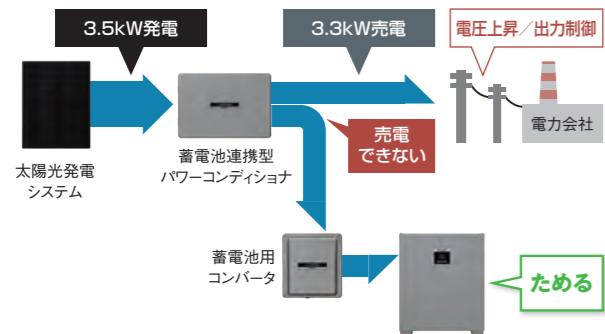 3.5kW発電
3.3kW売電
電圧上昇／出力制御
太陽光発電
システム
蓄電池連携型
パワーコンディショナ
売電
できない
電力会社
蓄電池用
コンバータ
ためる